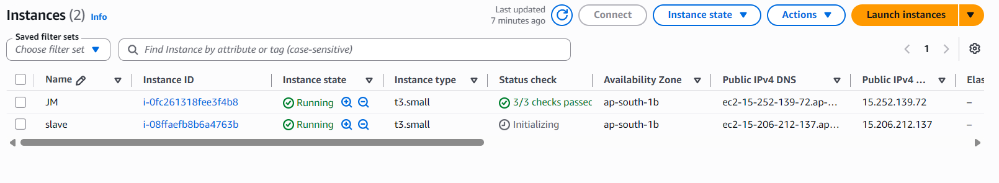 Instances (2) Info
Last updated
7 minutes ago
Connect
Instance state
Actions
Launch instances
Saved filter sets
Choose filter set
Find Instance by attribute or tag (case-sensitive)
1
Name Instance ID Instance state Instance type Status check Availability Zone Public IPv4 DNS Public IPv4 ... Elas
JM i-0fc261318fee3f4b8 Running t3.small 3/3 checks passec ap-south-1b ec2-15-252-139-72.ap-... 15.252.139.72 –
slave i-08ffaefb8b6a4763b Running t3.small Initializing ap-south-1b ec2-15-206-212-137.ap... 15.206.212.137 –